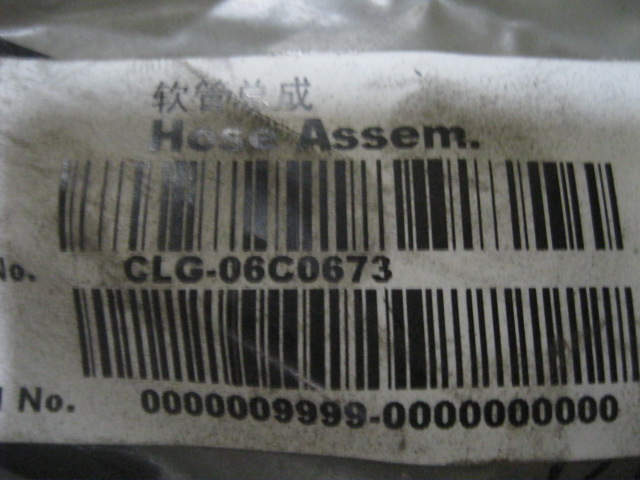 软管总成
Hose Assem.
No.
CLG-06C0673
No.
0000009999-0000000000